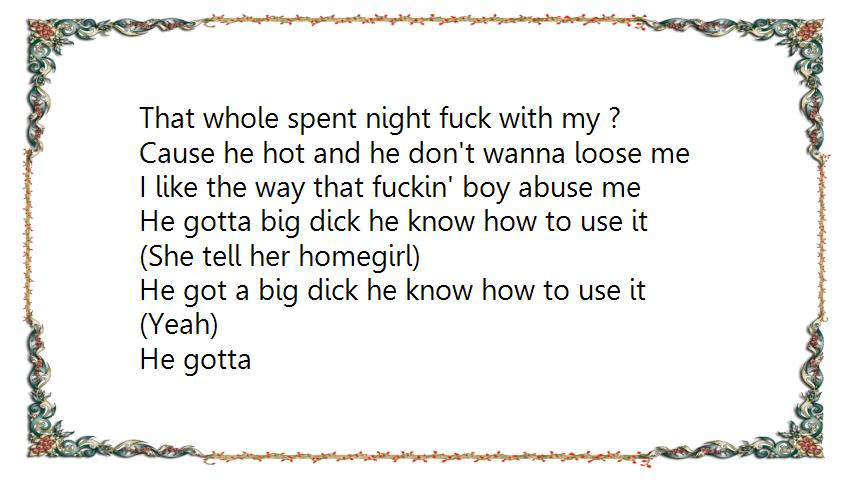 That whole spent night fuck with my ?
Cause he hot and he don't wanna loose me
I like the way that fuckin' boy abuse me
He gotta big dick he know how to use it
(She tell her homegirl)
He got a big dick he know how to use it
(Yeah)
He gotta